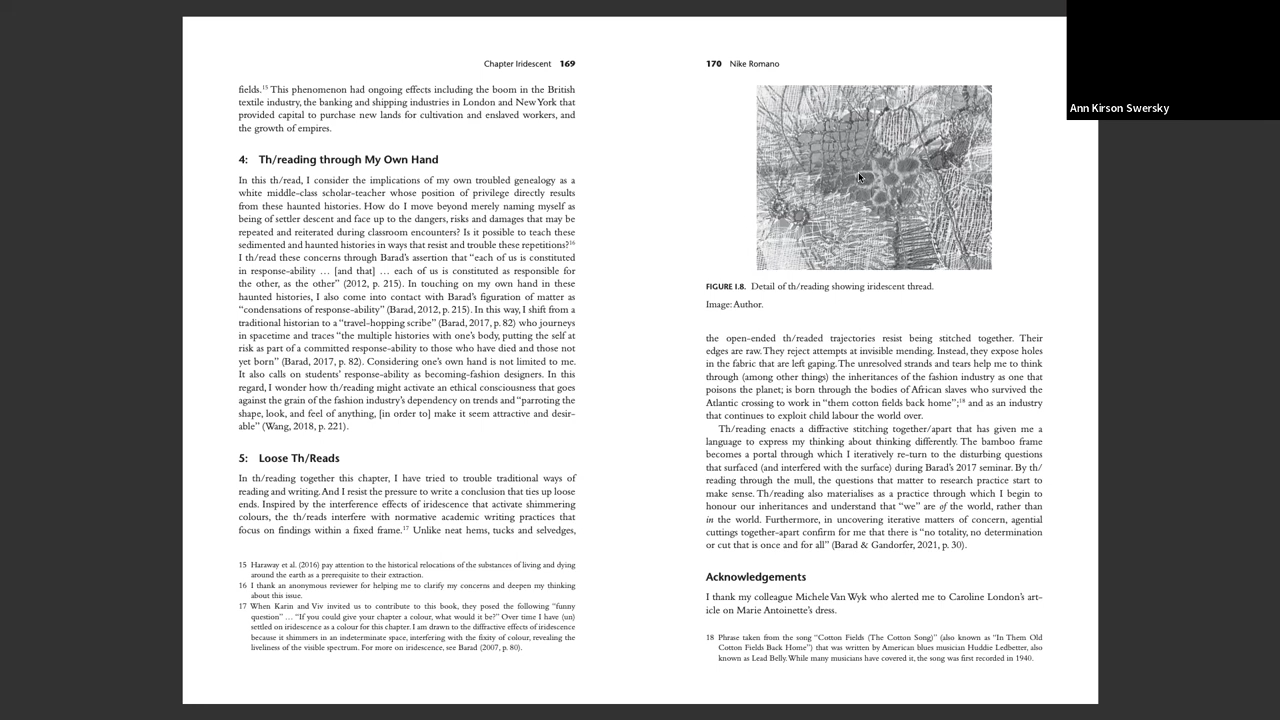 Chapter Iridescent 169
fields.15 This phenomenon had ongoing effects including the boom in the British
textile industry, the banking and shipping industries in London and New York that
provided capital to purchase new lands for cultivation and enslaved workers, and
the growth of empires.
4: Th/reading through My Own Hand
In this th/read, I consider the implications of my own troubled genealogy as a
white middle-class scholar-teacher whose position of privilege directly results
from these haunted histories. How do I move beyond merely naming myself as
being of settler descent and face up to the dangers, risks and damages that may be
repeated and reiterated during classroom encounters? Is it possible to teach these
sedimented and haunted histories in ways that resist and trouble these repetitions?16
I th/read these concerns through Barad's assertion that "each of us is constituted
in response-ability … [and that] … each of us is constituted as responsible for
the other, as the other" (2012, p. 215). In touching on my own hand in these
haunted histories, I also come into contact with Barad's figuration of matter as
"condensations of response-ability" (Barad, 2012, p. 215). In this way, I shift from a
traditional historian to a "travel-hopping scribe" (Barad, 2017, p. 82) who journeys
in spacetime and traces "the multiple histories with one's body, putting the self at
risk as part of a committed response-ability to those who have died and those not
yet born" (Barad, 2017, p. 82). Considering one's own hand is not limited to me.
It also calls on students' response-ability as becoming-fashion designers. In this
regard, I wonder how th/reading might activate an ethical consciousness that goes
against the grain of the fashion industry's dependency on trends and "parroting the
shape, look, and feel of anything, [in order to] make it seem attractive and desir-
able" (Wang, 2018, p. 221).
5: Loose Th/Reads
In th/reading together this chapter, I have tried to trouble traditional ways of
reading and writing. And I resist the pressure to write a conclusion that ties up loose
ends. Inspired by the interference effects of iridescence that activate shimmering
colours, the th/reads interfere with normative academic writing practices that
focus on findings within a fixed frame.17 Unlike neat hems, tucks and selvedges,
15 Haraway et al. (2016) pay attention to the historical relocations of the substances of living and dying
around the earth as a prerequisite to their extraction.
16 I thank an anonymous reviewer for helping me to clarify my concerns and deepen my thinking
about this issue.
17 When Karin and Viv invited us to contribute to this book, they posed the following "funny
question" … "If you could give your chapter a colour, what would it be?" Over time I have (un)
settled on iridescence as a colour for this chapter. I am drawn to the diffractive effects of iridescence
because it shimmers in an indeterminate space, interfering with the fixity of colour, revealing the
liveliness of the visible spectrum. For more on iridescence, see Barad (2007, p. 80).
170 Nike Romano
FIGURE I.8. Detail of th/reading showing iridescent thread.
Image: Author.
the open-ended th/readed trajectories resist being stitched together. Their
edges are raw. They reject attempts at invisible mending. Instead, they expose holes
in the fabric that are left gaping. The unresolved strands and tears help me to think
through (among other things) the inheritances of the fashion industry as one that
poisons the planet; is born through the bodies of African slaves who survived the
Atlantic crossing to work in "them cotton fields back home";18 and as an industry
that continues to exploit child labour the world over.
Th/reading enacts a diffractive stitching together/apart that has given me a
language to express my thinking about thinking differently. The bamboo frame
becomes a portal through which I iteratively re-turn to the disturbing questions
that surfaced (and interfered with the surface) during Barad's 2017 seminar. By th/
reading through the mull, the questions that matter to research practice start to
make sense. Th/reading also materialises as a practice through which I begin to
honour our inheritances and understand that "we" are of the world, rather than
in the world. Furthermore, in uncovering iterative matters of concern, agential
cuttings together-apart confirm for me that there is "no totality, no determination
or cut that is once and for all" (Barad & Gandorfer, 2021, p. 30).
Acknowledgements
I thank my colleague Michele Van Wyk who alerted me to Caroline London's art-
icle on Marie Antoinette's dress.
18 Phrase taken from the song "Cotton Fields (The Cotton Song)" (also known as "In Them Old
Cotton Fields Back Home") that was written by American blues musician Huddie Ledbetter, also
known as Lead Belly. While many musicians have covered it, the song was first recorded in 1940.
Ann Kirson Swersky